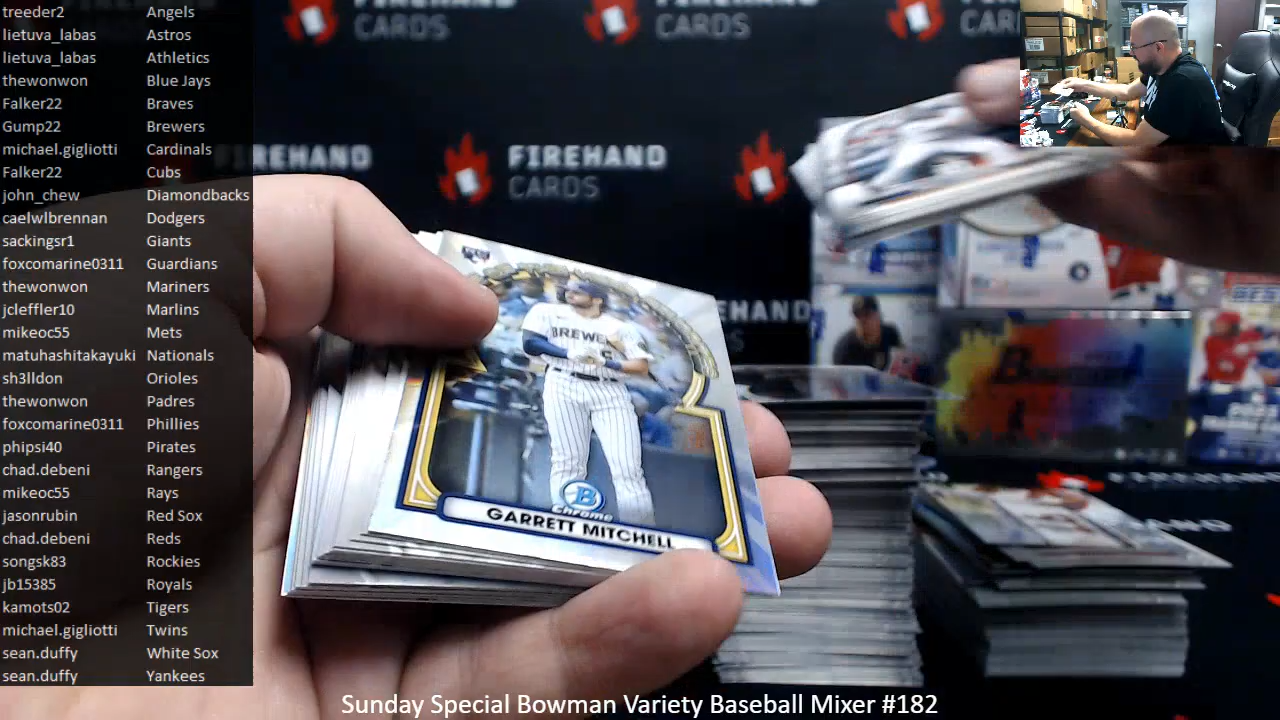 treeder2 Angels
lietuva_labas Astros
lietuva_labas Athletics
thewonwon Blue Jays
Falker22 Braves
Gump22 Brewers
michael.gigliotti Cardinals
Falker22 Cubs
john_chew Diamondbacks
caelwlbrennan Dodgers
sackingsr1 Giants
foxcomarine0311 Guardians
thewonwon Mariners
jcleffler10 Marlins
mikeoc55 Mets
matuhashitakayuki Nationals
sh3lldon Orioles
thewonwon Padres
foxcomarine0311 Phillies
phipsi40 Pirates
chad.debeni Rangers
mikeoc55 Rays
jasonrubin Red Sox
chad.debeni Reds
songsk83 Rockies
jb15385 Royals
kamots02 Tigers
michael.gigliotti Twins
sean.duffy White Sox
sean.duffy Yankees
FIREHAND
CARDS
CARDS
CARDS
FIREHAND
CARDS
BREWE
B
Chrome
GARRETT MITCHELL
Sunday Special Bowman Variety Baseball Mixer #182